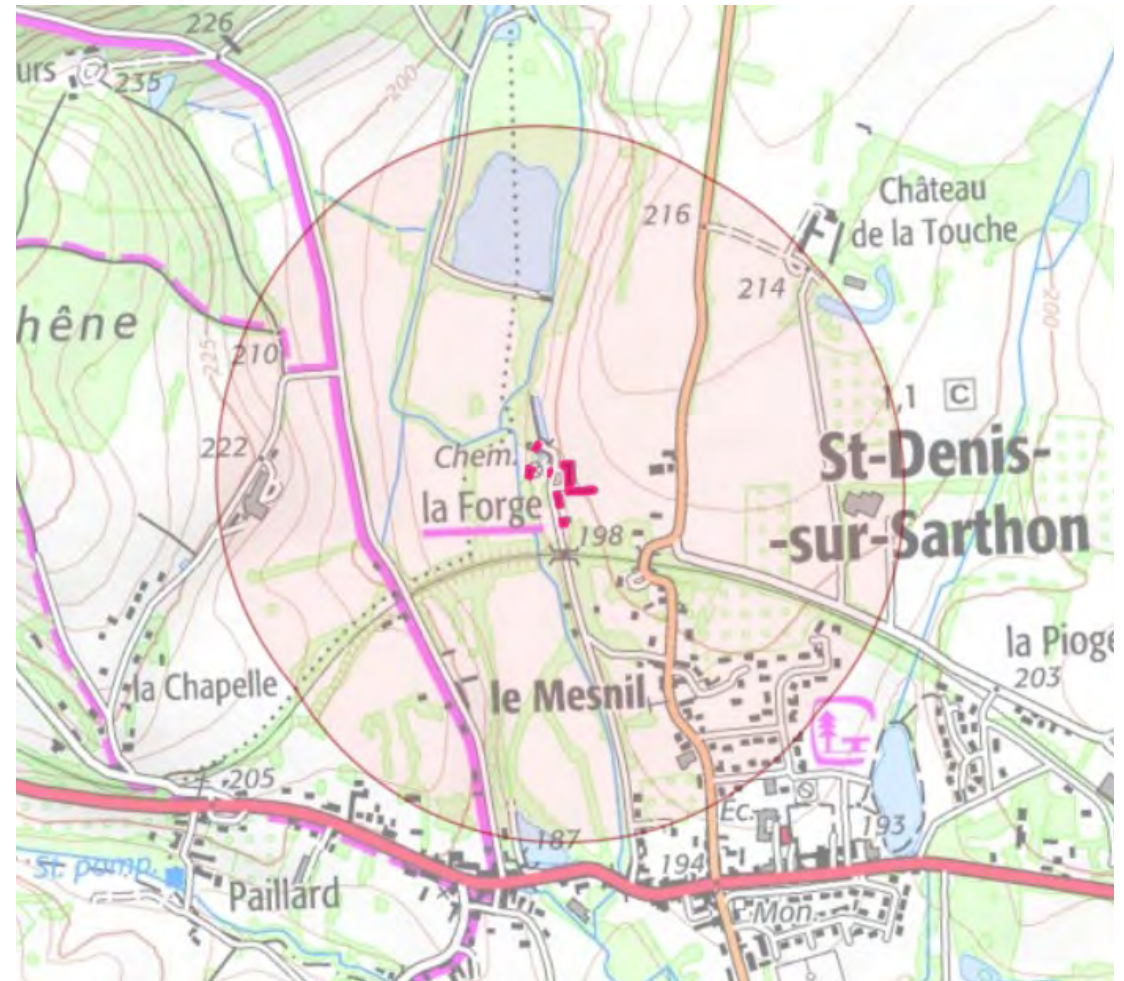 226
urs
235
200
Château
de la Touche
216
214
hêne
210
225
200
1,1 C
222
Chem.
St-Denis-
la Forge
198
-sur-Sarthon
la Chapelle
le Mesnil
la Pioge
203
205
187
Ec.
193
194
St. pomp.
Paillard
Mon.